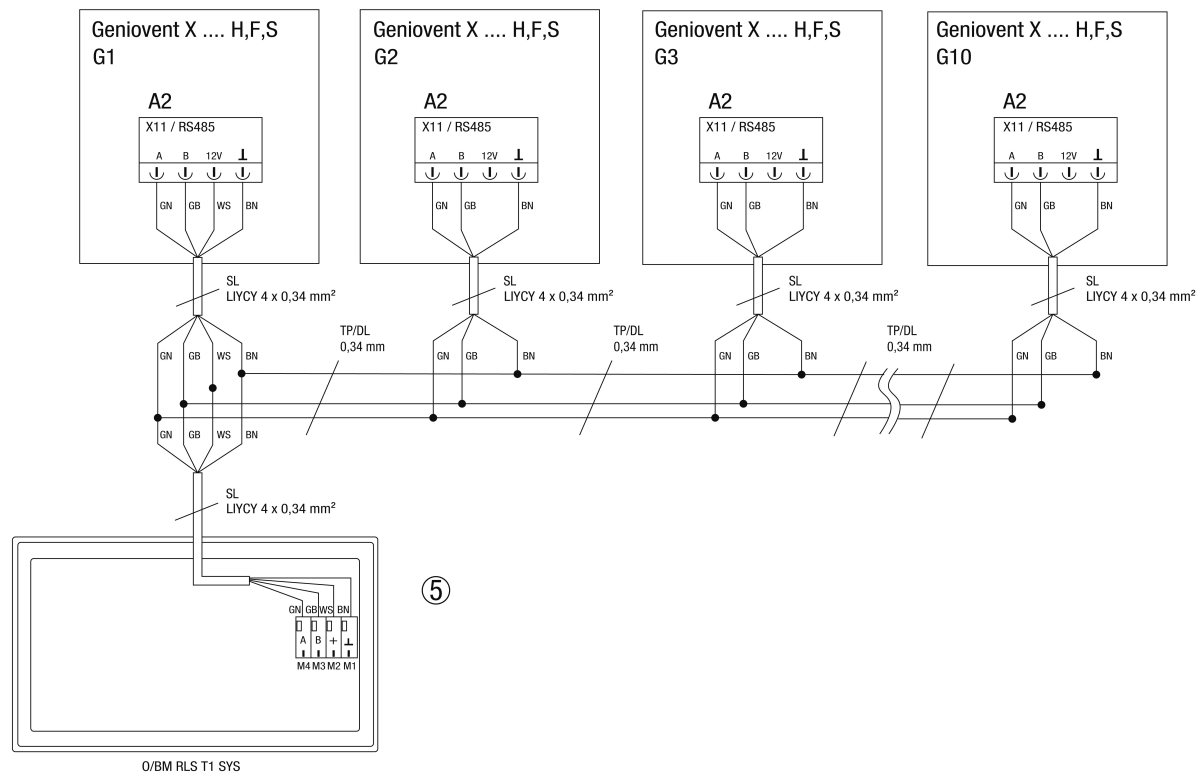 Geniovent X .... H,F,S
G1
A2
X11 / RS485
A B 12V ⊥
GN GB WS BN
SL
LIYCY 4 x 0,34 mm²
GN GB WS BN
GN GB WS BN
Geniovent X .... H,F,S
G2
A2
X11 / RS485
A B 12V ⊥
GN GB BN
SL
LIYCY 4 x 0,34 mm²
GN GB BN
Geniovent X .... H,F,S
G3
A2
X11 / RS485
A B 12V ⊥
GN GB BN
SL
LIYCY 4 x 0,34 mm²
GN GB BN
Geniovent X .... H,F,S
G10
A2
X11 / RS485
A B 12V ⊥
GN GB BN
SL
LIYCY 4 x 0,34 mm²
GN GB BN
TP/DL
0,34 mm
TP/DL
0,34 mm
TP/DL
0,34 mm
SL
LIYCY 4 x 0,34 mm²
⑤
GN GB WS BN
A B + ⊥
M4 M3 M2 M1
O/BM RLS T1 SYS